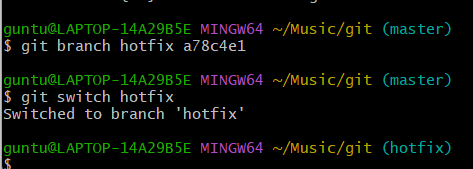 guntu@LAPTOP-14A29B5E MINGW64 ~/Music/git (master)
$ git branch hotfix a78c4e1
guntu@LAPTOP-14A29B5E MINGW64 ~/Music/git (master)
$ git switch hotfix
Switched to branch 'hotfix'
guntu@LAPTOP-14A29B5E MINGW64 ~/Music/git (hotfix)
$